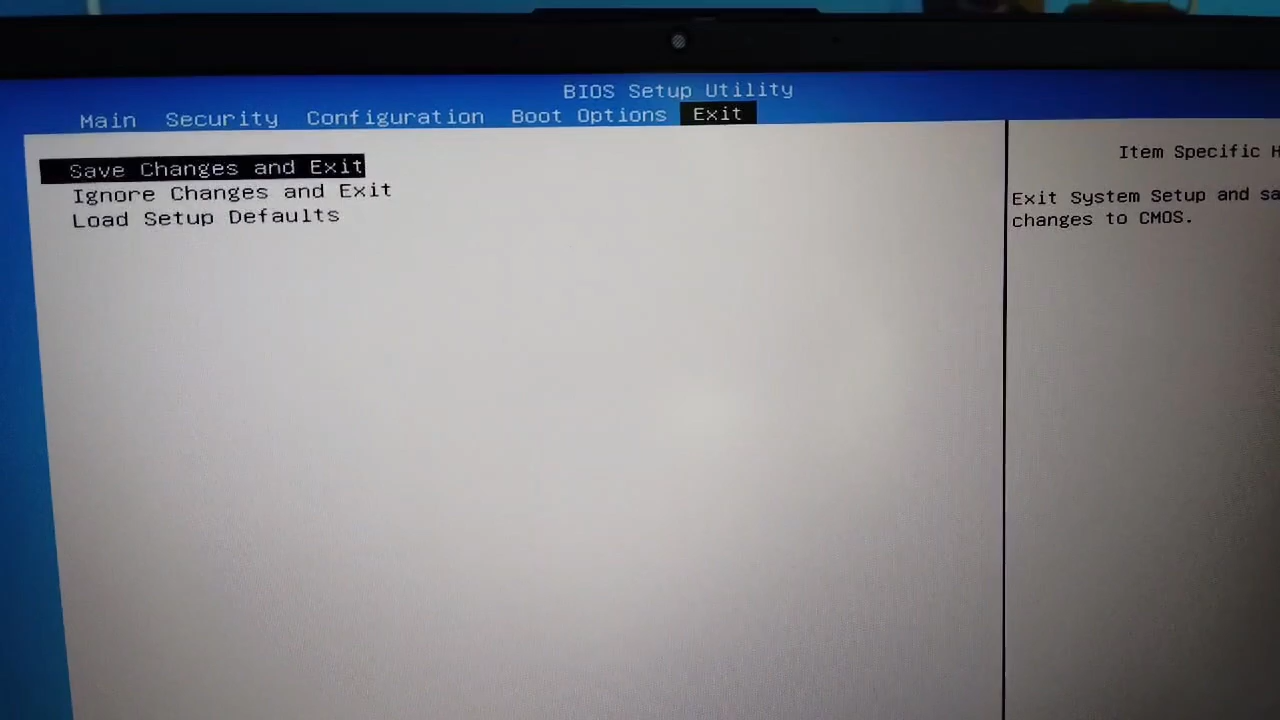 BIOS Setup Utility
Main Security Configuration Boot Options Exit
Save Changes and Exit
Ignore Changes and Exit
Load Setup Defaults
Item Specific
Exit System Setup and
changes to CMOS.